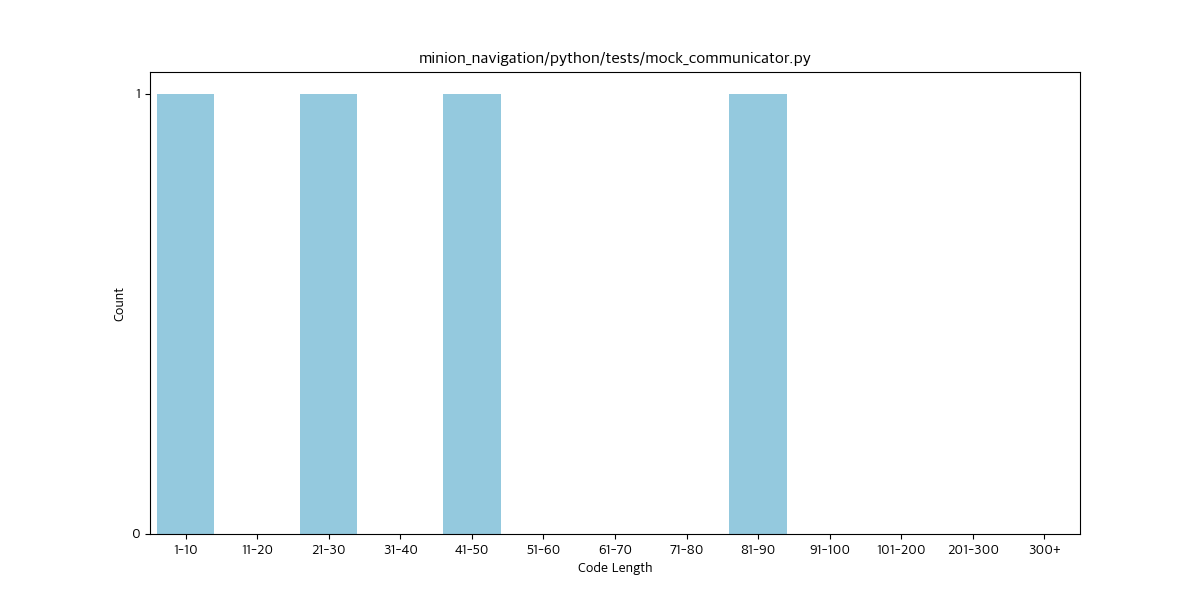 minion_navigation/python/tests/mock_communicator.py
1
Count
0
1-10 11-20 21-30 31-40 41-50 51-60 61-70 71-80 81-90 91-100 101-200 201-300 300+
Code Length